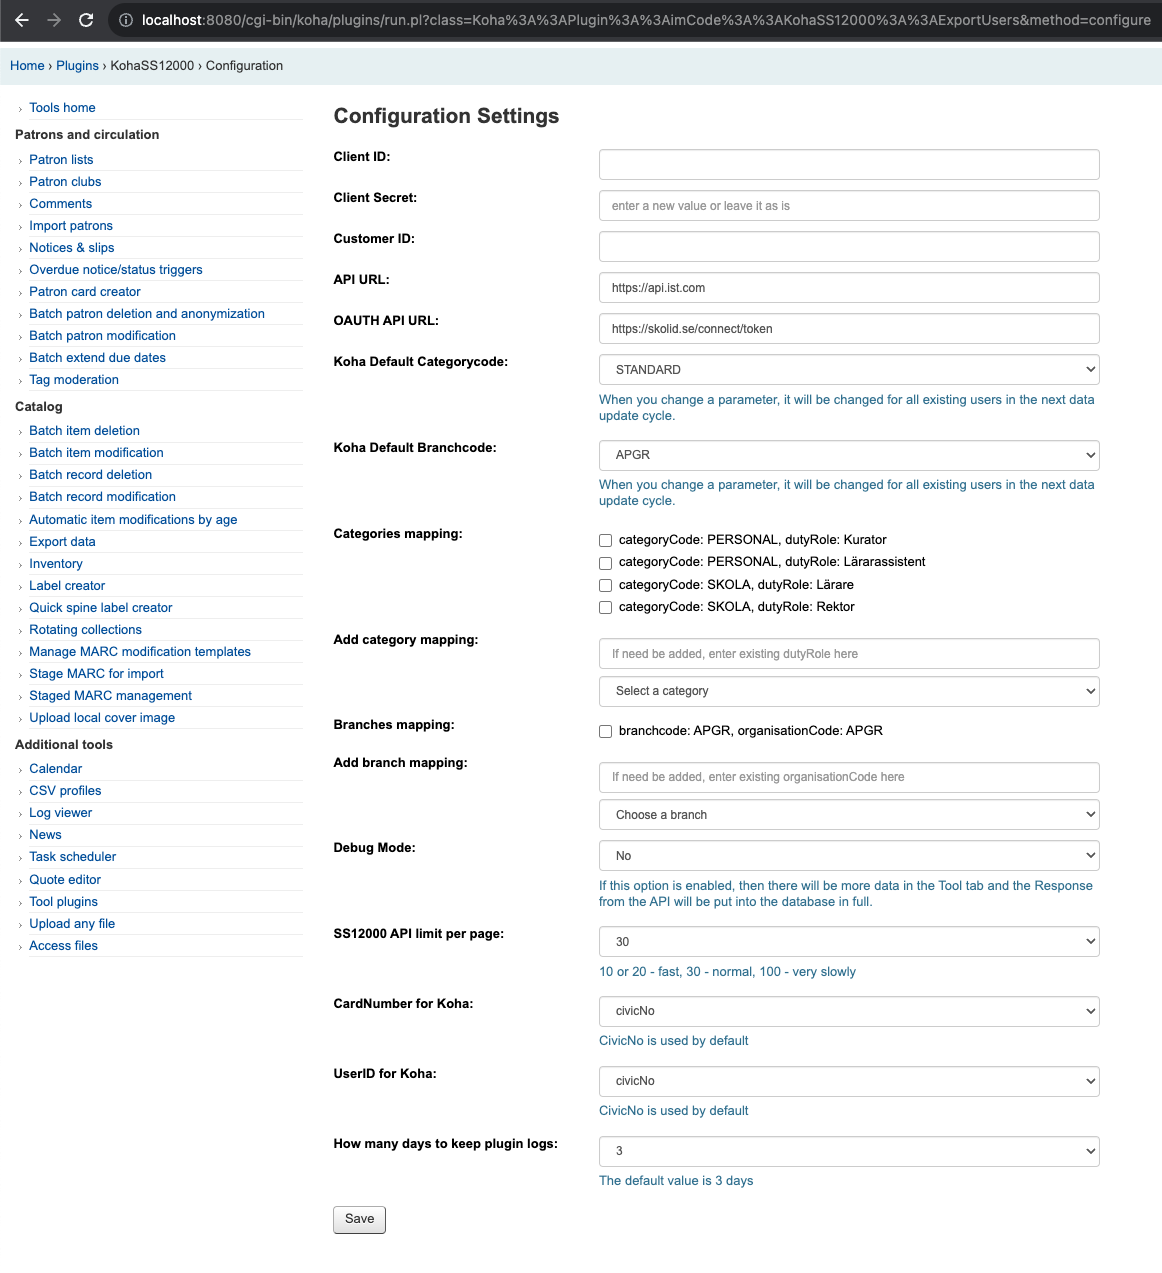 localhost:8080/cgi-bin/koha/plugins/run.pl?class=Koha%3A%3APlugin%3A%3AimCode%3A%3AKohaSS12000%3A%3AExportUsers&method=configure
Home › Plugins › KohaSS12000 › Configuration
› Tools home
Patrons and circulation
› Patron lists
› Patron clubs
› Comments
› Import patrons
› Notices & slips
› Overdue notice/status triggers
› Patron card creator
› Batch patron deletion and anonymization
› Batch patron modification
› Batch extend due dates
› Tag moderation
Catalog
› Batch item deletion
› Batch item modification
› Batch record deletion
› Batch record modification
› Automatic item modifications by age
› Export data
› Inventory
› Label creator
› Quick spine label creator
› Rotating collections
› Manage MARC modification templates
› Stage MARC for import
› Staged MARC management
› Upload local cover image
Additional tools
› Calendar
› CSV profiles
› Log viewer
› News
› Task scheduler
› Quote editor
› Tool plugins
› Upload any file
› Access files
Configuration Settings
Client ID:
Client Secret:
enter a new value or leave it as is
Customer ID:
API URL:
https://api.ist.com
OAUTH API URL:
https://skolid.se/connect/token
Koha Default Categorycode:
STANDARD
When you change a parameter, it will be changed for all existing users in the next data
update cycle.
Koha Default Branchcode:
APGR
When you change a parameter, it will be changed for all existing users in the next data
update cycle.
Categories mapping:
categoryCode: PERSONAL, dutyRole: Kurator
categoryCode: PERSONAL, dutyRole: Lärarassistent
categoryCode: SKOLA, dutyRole: Lärare
categoryCode: SKOLA, dutyRole: Rektor
Add category mapping:
If need be added, enter existing dutyRole here
Select a category
Branches mapping:
branchcode: APGR, organisationCode: APGR
Add branch mapping:
If need be added, enter existing organisationCode here
Choose a branch
Debug Mode:
No
If this option is enabled, then there will be more data in the Tool tab and the Response
from the API will be put into the database in full.
SS12000 API limit per page:
30
10 or 20 - fast, 30 - normal, 100 - very slowly
CardNumber for Koha:
civicNo
CivicNo is used by default
UserID for Koha:
civicNo
CivicNo is used by default
How many days to keep plugin logs:
3
The default value is 3 days
Save